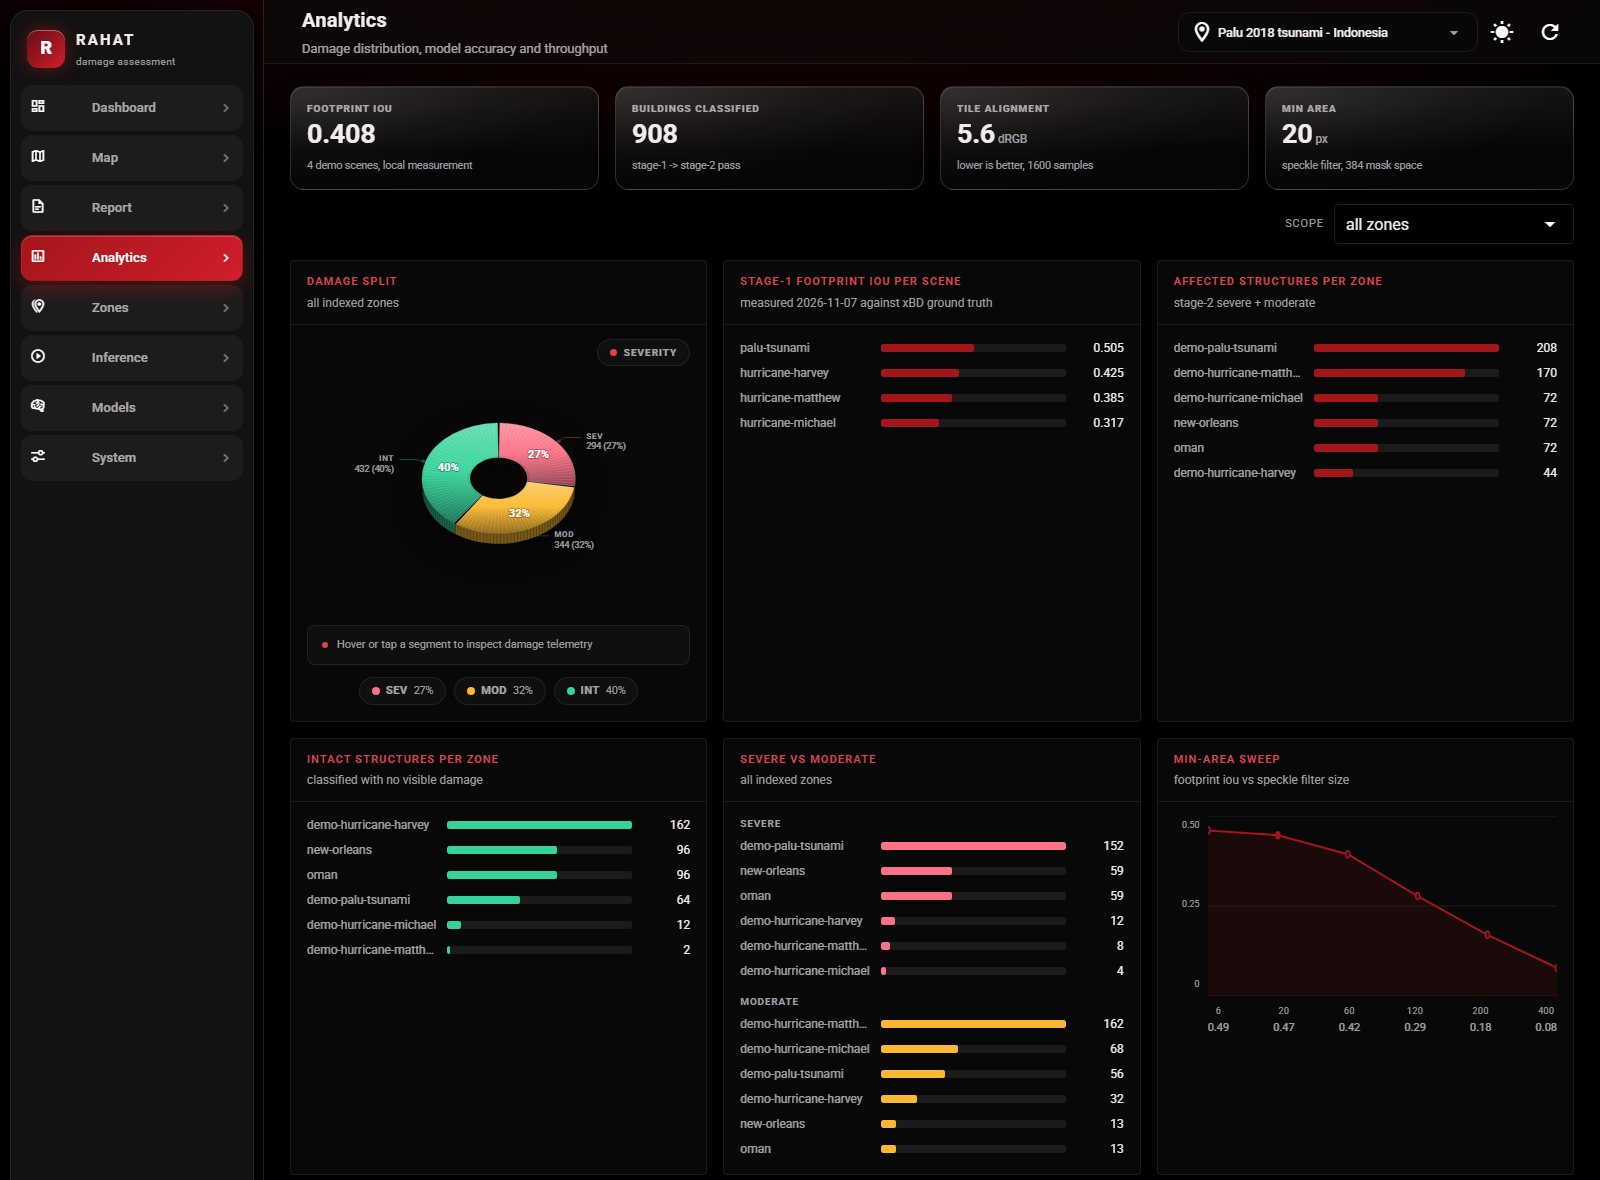 R
RAHAT
damage assessment
Dashboard
Map
Report
Analytics
Zones
Inference
Models
System
Analytics
Damage distribution, model accuracy and throughput
Palu 2018 tsunami - Indonesia
FOOTPRINT IOU
0.408
4 demo scenes, local measurement
BUILDINGS CLASSIFIED
908
stage-1 -> stage-2 pass
TILE ALIGNMENT
5.6 dRGB
lower is better, 1600 samples
MIN AREA
20 px
speckle filter, 384 mask space
SCOPE
all zones
DAMAGE SPLIT
all indexed zones
SEVERITY
SEV
294 (27%)
INT
432 (40%)
27%
40%
32%
MOD
344 (32%)
Hover or tap a segment to inspect damage telemetry
SEV 27%
MOD 32%
INT 40%
STAGE-1 FOOTPRINT IOU PER SCENE
measured 2026-11-07 against xBD ground truth
palu-tsunami 0.505
hurricane-harvey 0.425
hurricane-matthew 0.385
hurricane-michael 0.317
AFFECTED STRUCTURES PER ZONE
stage-2 severe + moderate
demo-palu-tsunami 208
demo-hurricane-matth... 170
demo-hurricane-michael 72
new-orleans 72
oman 72
demo-hurricane-harvey 44
INTACT STRUCTURES PER ZONE
classified with no visible damage
demo-hurricane-harvey 162
new-orleans 96
oman 96
demo-palu-tsunami 64
demo-hurricane-michael 12
demo-hurricane-matth... 2
SEVERE VS MODERATE
all indexed zones
SEVERE
demo-palu-tsunami 152
new-orleans 59
oman 59
demo-hurricane-harvey 12
demo-hurricane-matth... 8
demo-hurricane-michael 4
MODERATE
demo-hurricane-matth... 162
demo-hurricane-michael 68
demo-palu-tsunami 56
demo-hurricane-harvey 32
new-orleans 13
oman 13
MIN-AREA SWEEP
footprint iou vs speckle filter size
0.50
0.25
0
6 20 60 120 200 400
0.49 0.47 0.42 0.29 0.18 0.08